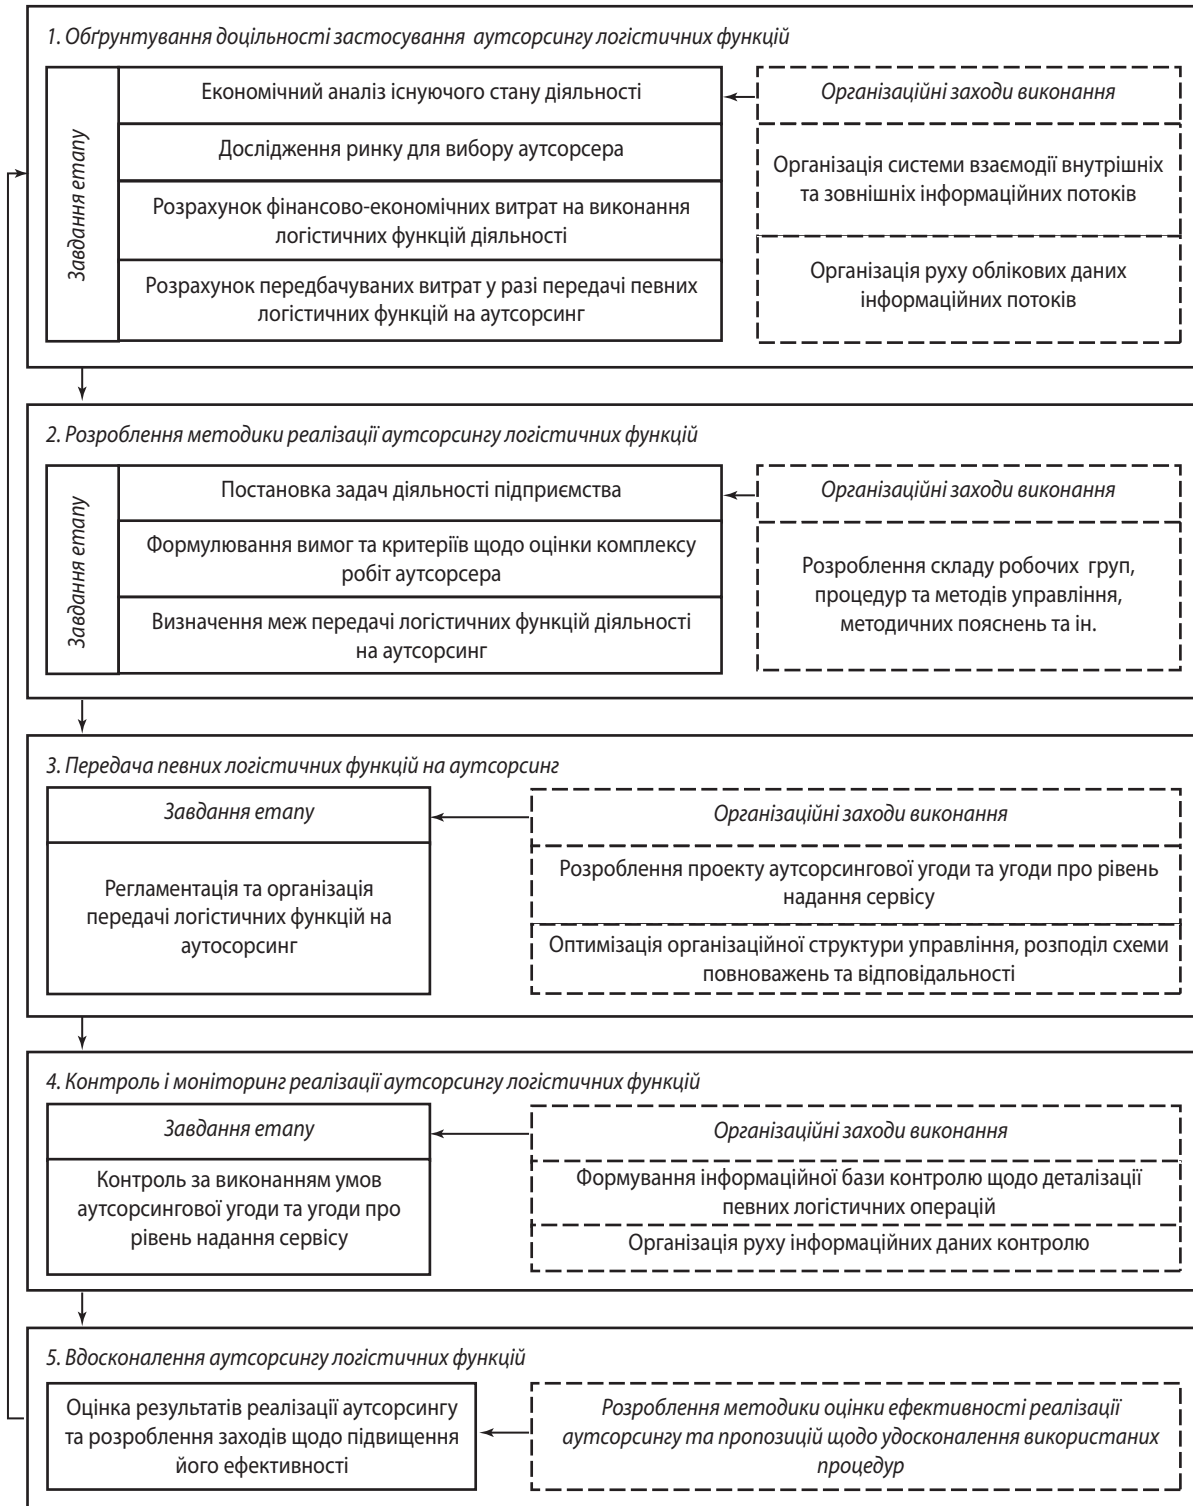 1. Обґрунтування доцільності застосування аутсорсингу логістичних функцій
Завдання етапу
Економічний аналіз існуючого стану діяльності
Дослідження ринку для вибору аутсорсера
Розрахунок фінансово-економічних витрат на виконання
логістичних функцій діяльності
Розрахунок передбачуваних витрат у разі передачі певних
логістичних функцій на аутсорсинг
Організаційні заходи виконання
Організація системи взаємодії внутрішніх
та зовнішніх інформаційних потоків
Організація руху облікових даних
інформаційних потоків
2. Розроблення методики реалізації аутсорсингу логістичних функцій
Завдання етапу
Постановка задач діяльності підприємства
Формулювання вимог та критеріїв щодо оцінки комплексу
робіт аутсорсера
Визначення меж передачі логістичних функцій діяльності
на аутсорсинг
Організаційні заходи виконання
Розроблення складу робочих груп,
процедур та методів управління,
методичних пояснень та ін.
3. Передача певних логістичних функцій на аутсорсинг
Завдання етапу
Регламентація та організація
передачі логістичних функцій на
аутосорсинг
Організаційні заходи виконання
Розроблення проекту аутсорсингової угоди та угоди про рівень
надання сервісу
Оптимізація організаційної структури управління, розподіл схеми
повноважень та відповідальності
4. Контроль і моніторинг реалізації аутсорсингу логістичних функцій
Завдання етапу
Контроль за виконанням умов
аутсорсингової угоди та угоди про
рівень надання сервісу
Організаційні заходи виконання
Формування інформаційної бази контролю щодо деталізації
певних логістичних операцій
Організація руху інформаційних даних контролю
5. Вдосконалення аутсорсингу логістичних функцій
Оцінка результатів реалізації аутсорсингу
та розроблення заходів щодо підвищення
його ефективності
Розроблення методики оцінки ефективності реалізації
аутсорсингу та пропозицій щодо удосконалення використаних
процедур